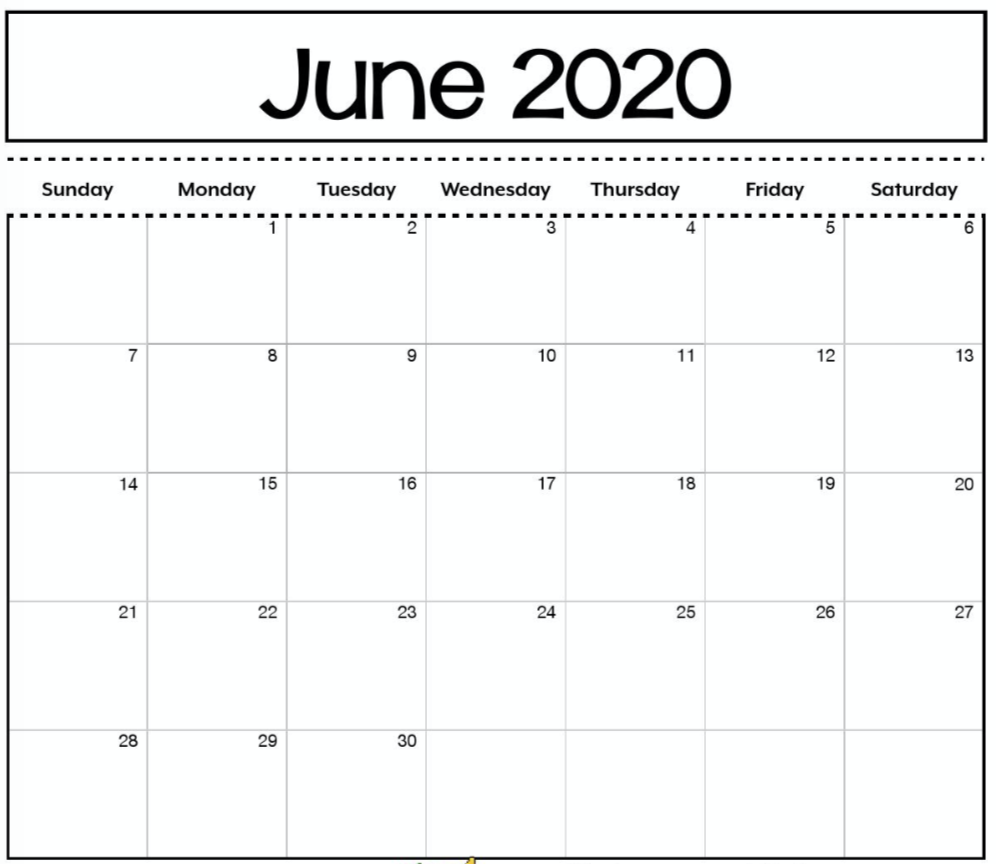 June 2020
Sunday Monday Tuesday Wednesday Thursday Friday Saturday
1 2 3 4 5 6
7 8 9 10 11 12 13
14 15 16 17 18 19 20
21 22 23 24 25 26 27
28 29 30